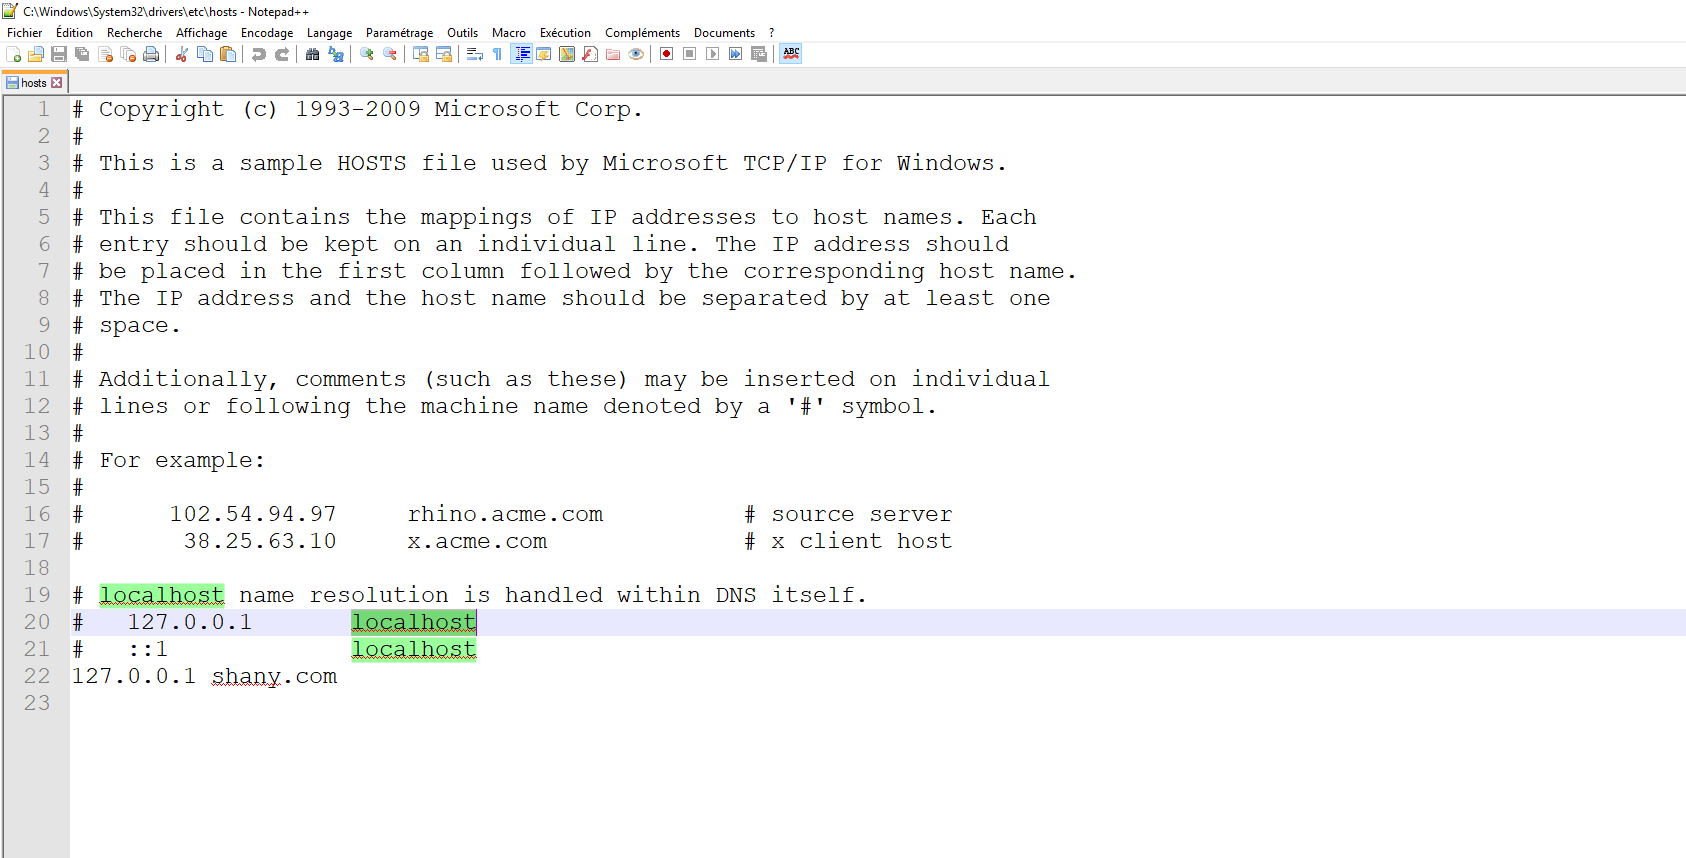 C:\Windows\System32\drivers\etc\hosts - Notepad++
Fichier Édition Recherche Affichage Encodage Langage Paramétrage Outils Macro Exécution Compléments Documents ?
ABC
hosts
1 # Copyright (c) 1993-2009 Microsoft Corp.
2 #
3 # This is a sample HOSTS file used by Microsoft TCP/IP for Windows.
4 #
5 # This file contains the mappings of IP addresses to host names. Each
6 # entry should be kept on an individual line. The IP address should
7 # be placed in the first column followed by the corresponding host name.
8 # The IP address and the host name should be separated by at least one
9 # space.
10 #
11 # Additionally, comments (such as these) may be inserted on individual
12 # lines or following the machine name denoted by a '#' symbol.
13 #
14 # For example:
15 #
16 #      102.54.94.97     rhino.acme.com          # source server
17 #       38.25.63.10     x.acme.com              # x client host
18
19 # localhost name resolution is handled within DNS itself.
20 #   127.0.0.1       localhost
21 #   ::1             localhost
22 127.0.0.1 shany.com
23